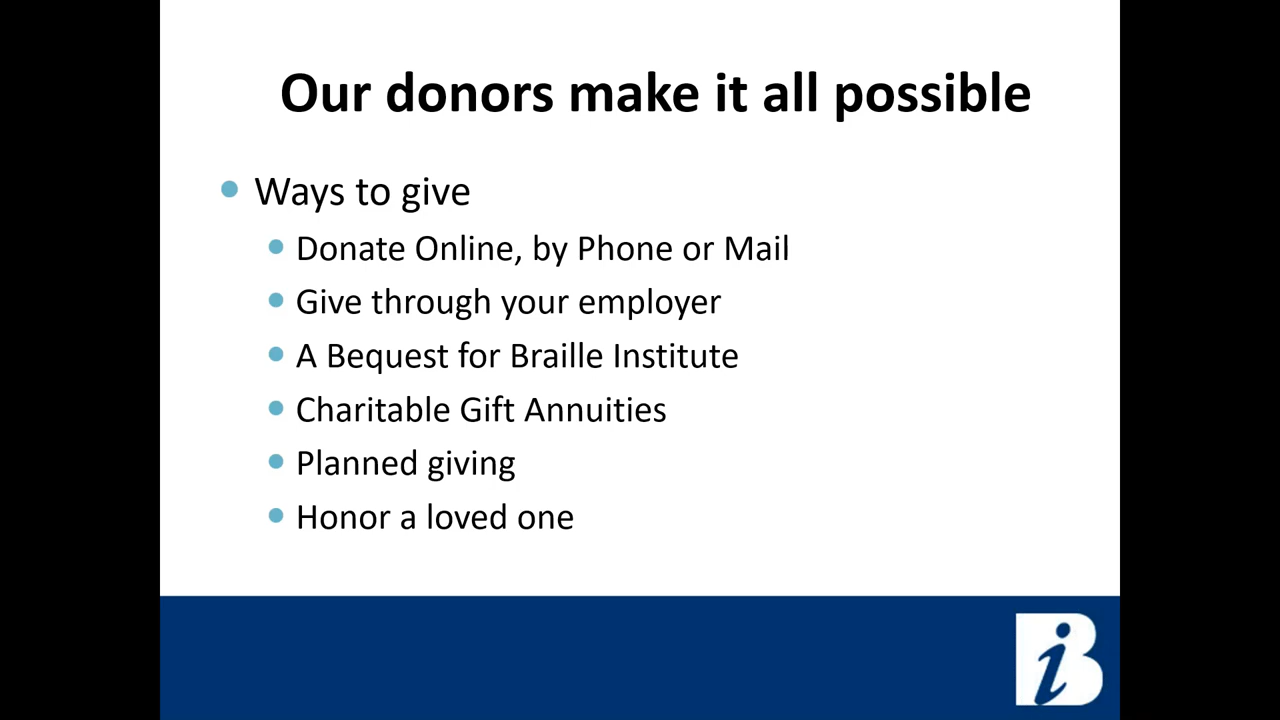 Our donors make it all possible
Ways to give
Donate Online, by Phone or Mail
Give through your employer
A Bequest for Braille Institute
Charitable Gift Annuities
Planned giving
Honor a loved one
iB